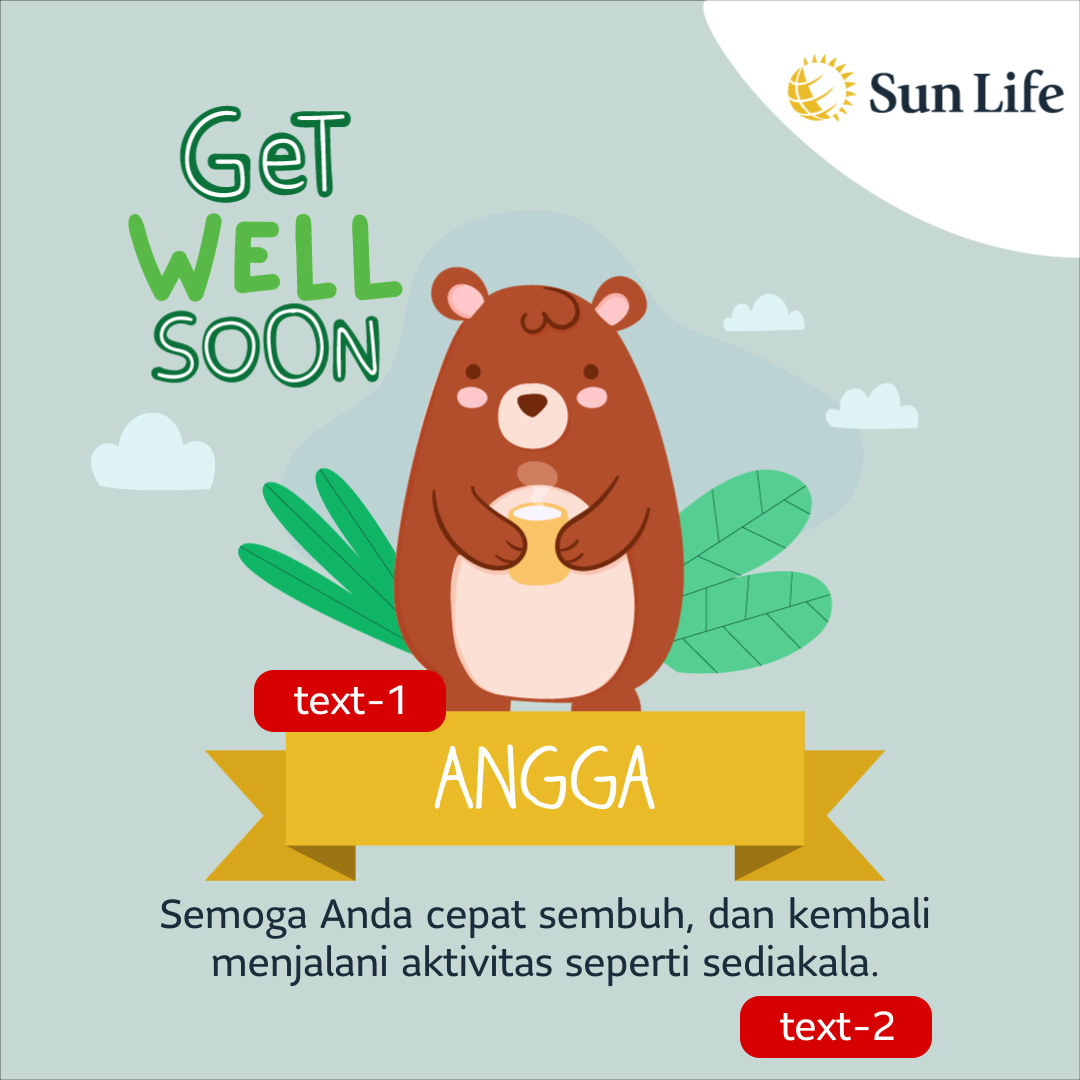 Sun Life
GeT
WELL
SOON
text-1
ANGGA
Semoga Anda cepat sembuh, dan kembali
menjalani aktivitas seperti sediakala.
text-2